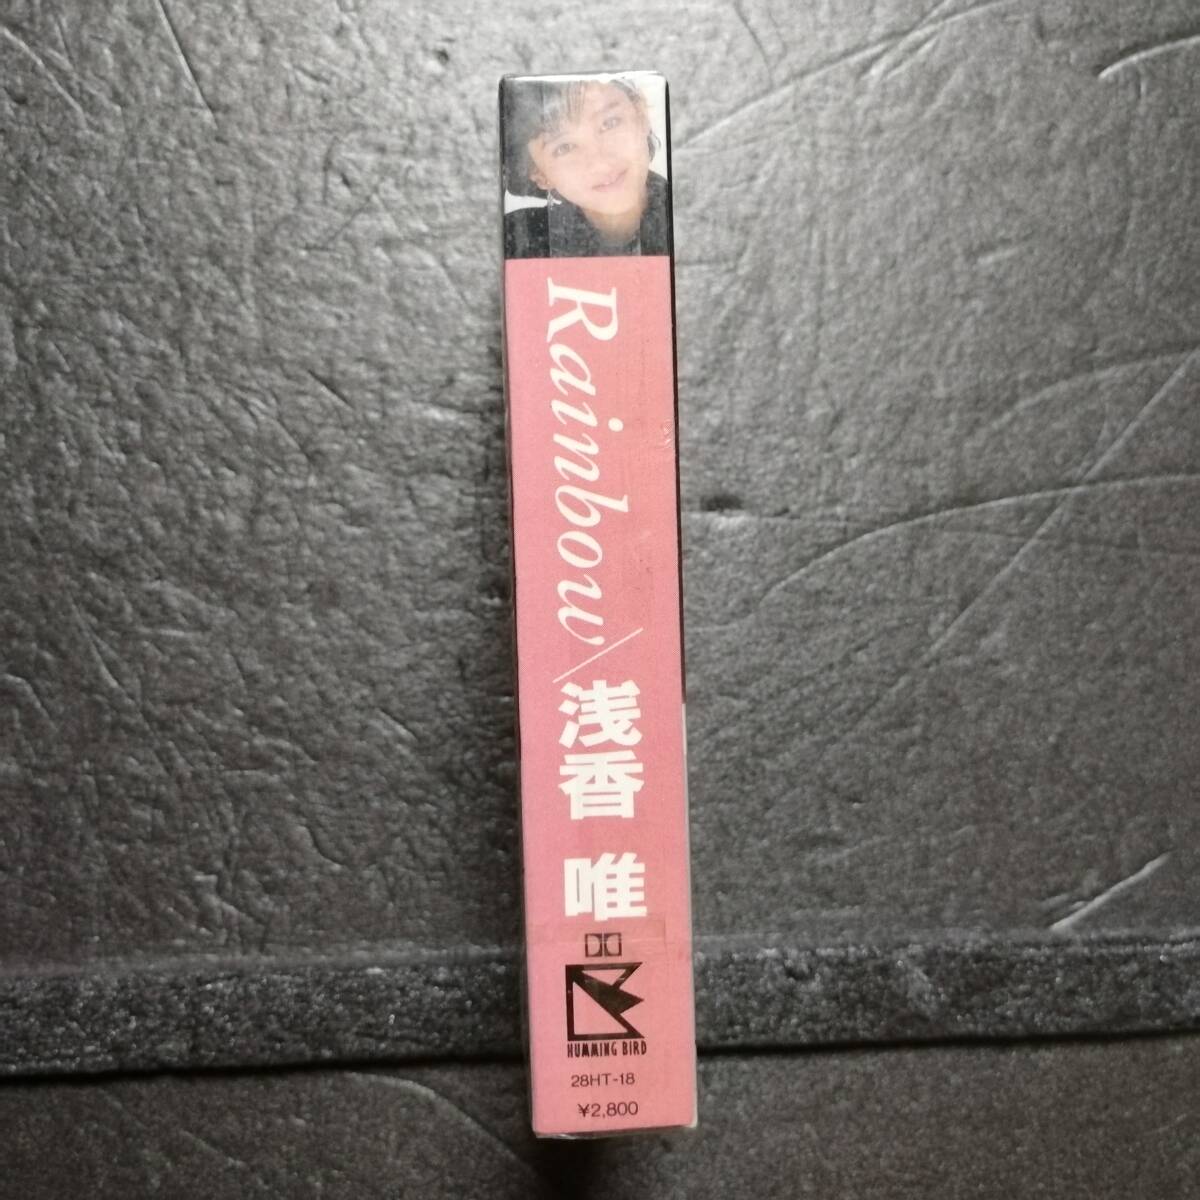 Rainbow／浅香 唯
HUMMING BIRD
28HT-18
¥2,800